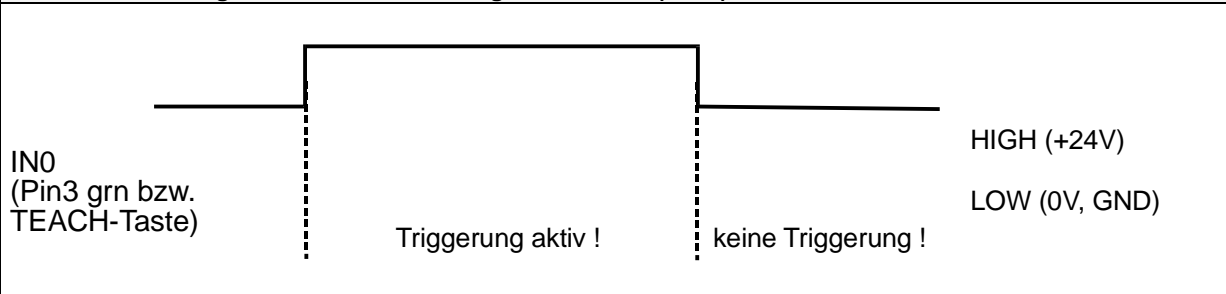 IN0
(Pin3 grn bzw.
TEACH-Taste)
Triggerung aktiv !
keine Triggerung !
HIGH (+24V)
LOW (0V, GND)